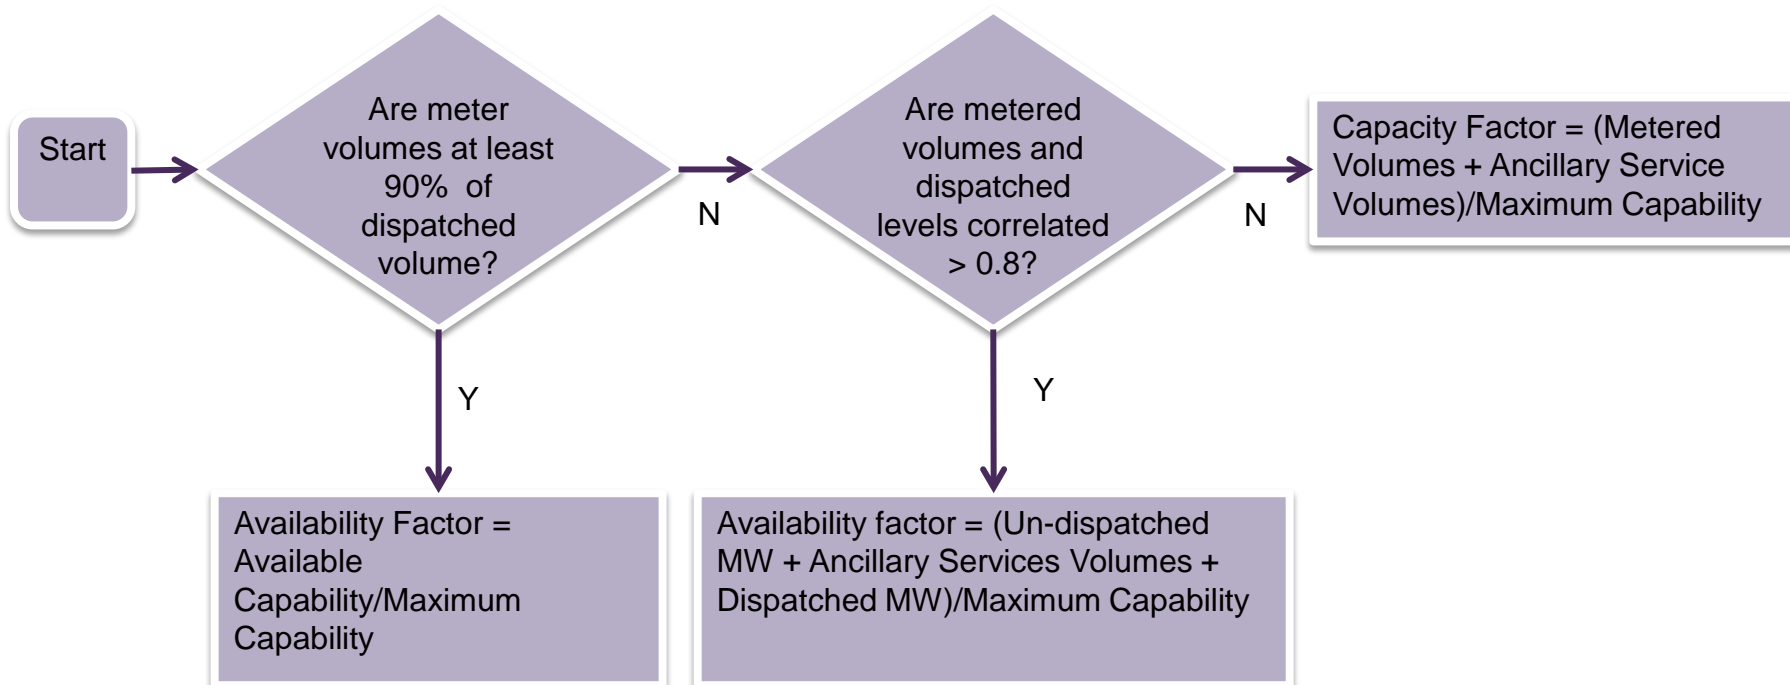 Start
Are meter
volumes at least
90% of
dispatched
volume?
N
Y
Are metered
volumes and
dispatched
levels correlated
> 0.8?
N
Y
Capacity Factor = (Metered
Volumes + Ancillary Service
Volumes)/Maximum Capability
Availability Factor =
Available
Capability/Maximum
Capability
Availability factor = (Un-dispatched
MW + Ancillary Services Volumes +
Dispatched MW)/Maximum Capability